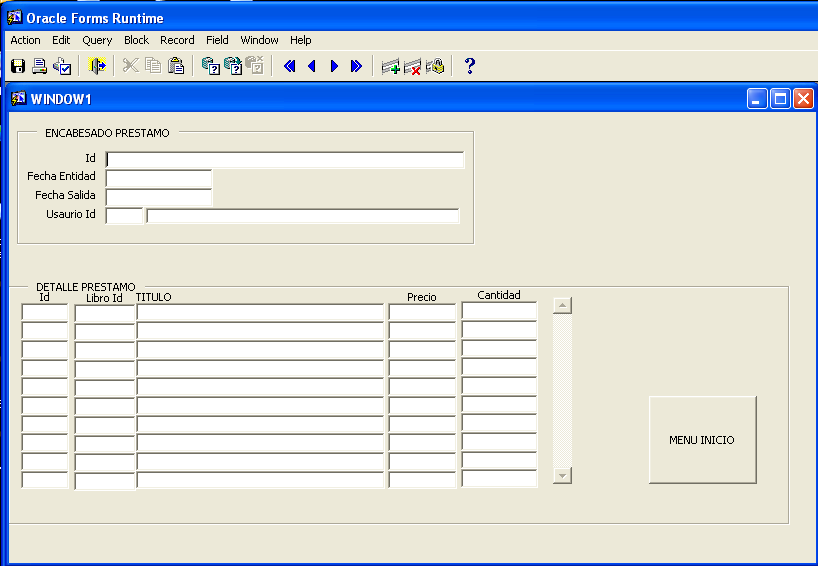 Oracle Forms Runtime
Action Edit Query Block Record Field Window Help
WINDOW1
ENCABESADO PRESTAMO
Id
Fecha Entidad
Fecha Salida
Usaurio Id
DETALLE PRESTAMO
Id Libro Id TITULO Precio Cantidad
MENU INICIO